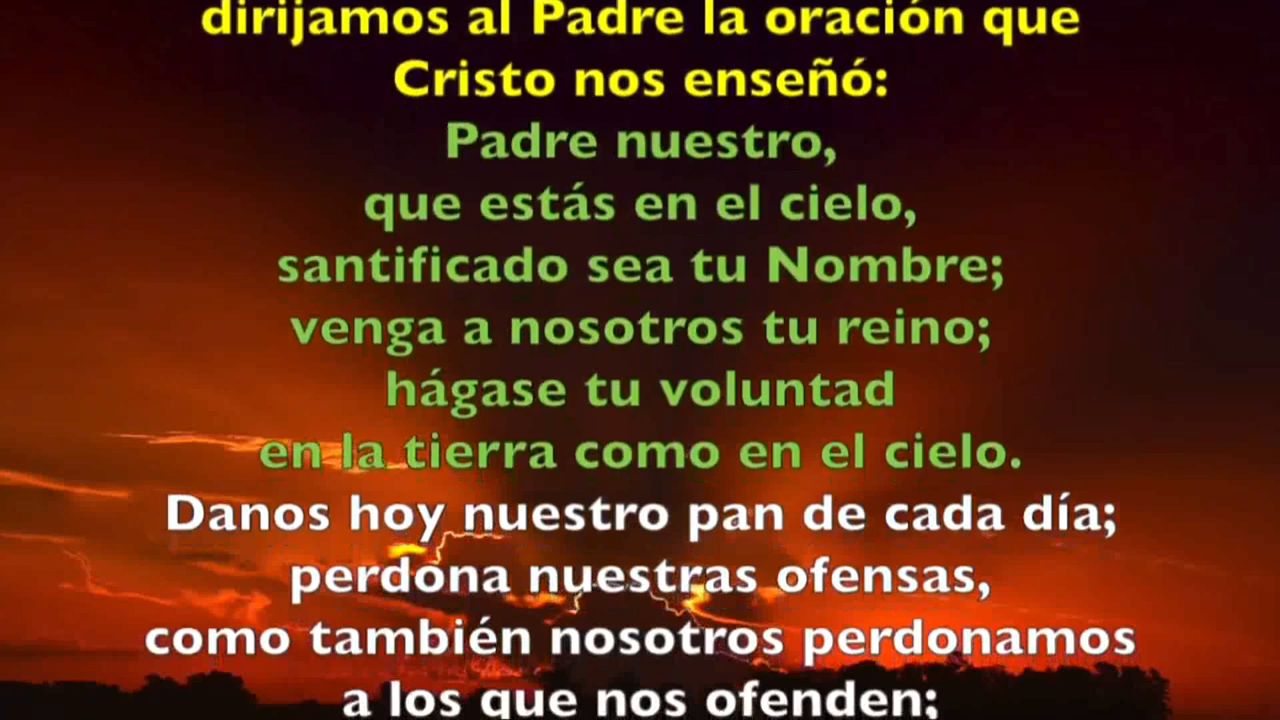 dirijamos al Padre la oración que
Cristo nos enseñó:
Padre nuestro,
que estás en el cielo,
santificado sea tu Nombre;
venga a nosotros tu reino;
hágase tu voluntad
en la tierra como en el cielo.
Danos hoy nuestro pan de cada día;
perdona nuestras ofensas,
como también nosotros perdonamos
a los que nos ofenden;